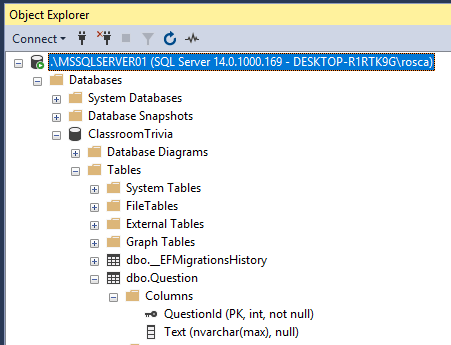 Object Explorer
Connect
.\MSSQLSERVER01 (SQL Server 14.0.1000.169 - DESKTOP-R1RTK9G\rosca)
Databases
System Databases
Database Snapshots
ClassroomTrivia
Database Diagrams
Tables
System Tables
FileTables
External Tables
Graph Tables
dbo.__EFMigrationsHistory
dbo.Question
Columns
QuestionId (PK, int, not null)
Text (nvarchar(max), null)